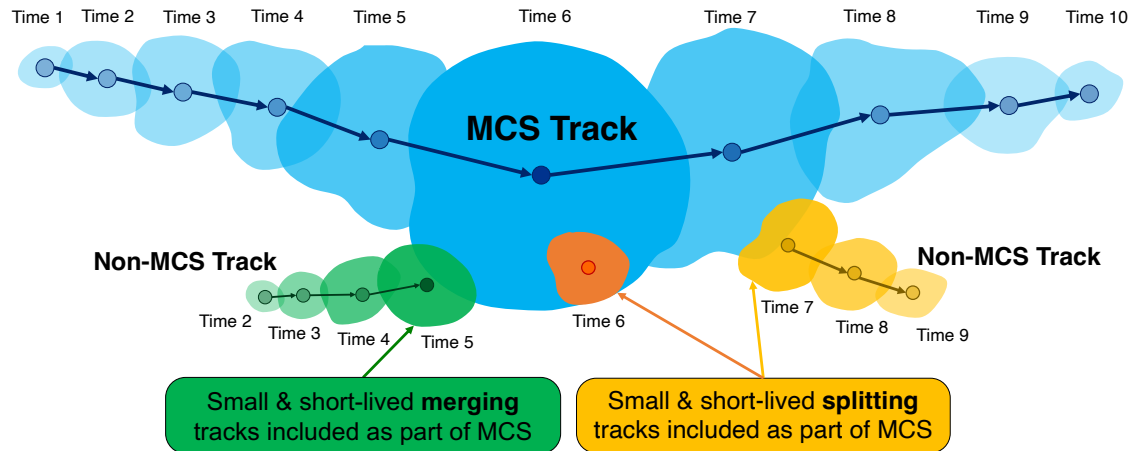 Time 1
Time 2
Time 3
Time 4
Time 5
Time 6
Time 7
Time 8
Time 9
Time 10
MCS Track
Non-MCS Track
Time 2
Time 3
Time 4
Time 5
Time 6
Non-MCS Track
Time 7
Time 8
Time 9
Small & short-lived merging
tracks included as part of MCS
Small & short-lived splitting
tracks included as part of MCS